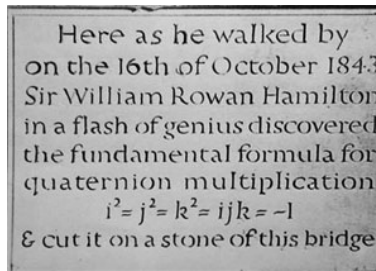 Here as he walked by
on the 16th of October 1843
Sir William Rowan Hamilton
in a flash of genius discovered
the fundamental formula for
quaternion multiplication
i² = j² = k² = ijk = −1
& cut it on a stone of this bridge